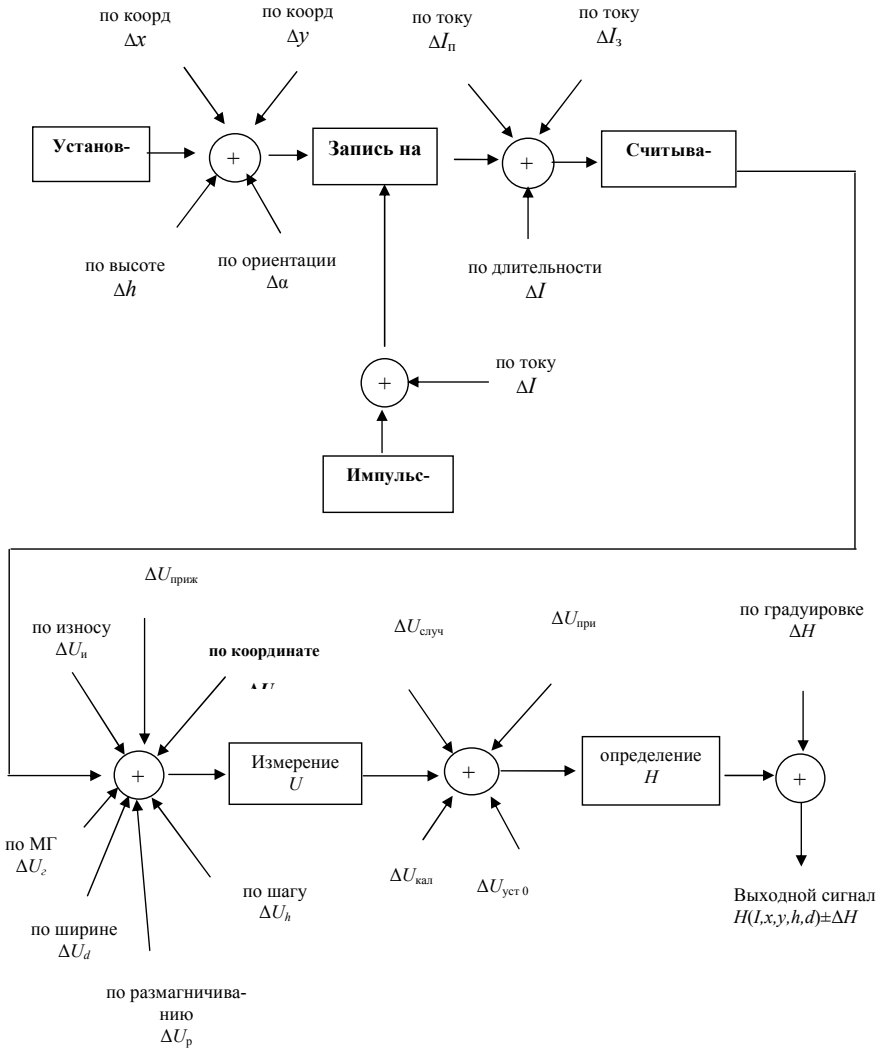 по коорд
Δx
по коорд
Δy
по току
ΔIп
по току
ΔIз
Установ-
+
Запись на
+
Считыва-
по высоте
Δh
по ориентации
Δα
по длительности
ΔI
+
по току
ΔI
Импульс-
ΔUприж
по износу
ΔUи
по координате
ΔUслуч
ΔUпри
по градуировке
ΔH
+
Измерение
U
+
определение
H
+
по МГ
ΔUг
по ширине
ΔUd
по размагничива-
нию
ΔUр
по шагу
ΔUh
ΔUкал
ΔUуст 0
Выходной сигнал
H(I,x,y,h,d)±ΔH